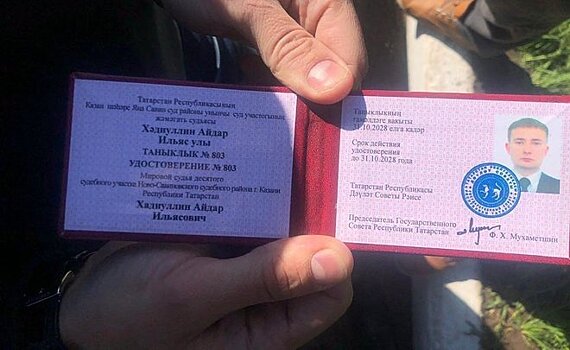 Татарстан Республикасының
Казан шәһәре Яңа Савин суд районы унынчы суд участогының
җәмәгать судьясы
Хәдиуллин Айдар
Ильяс улы
ТАНЫКЛЫК № 803
УДОСТОВЕРЕНИЕ № 803
Мировой судья десятого
судебного участка Ново-Савиновского судебного района г. Казани
Республики Татарстан
Хадиуллин Айдар
Ильясович
Таныклыкның
гамәлдәге вакыты
31.10.2028 елга кадәр
Срок действия
удостоверения
до 31.10.2028 года
Татарстан Республикасы
Дәүләт Советы Рәисе
Председатель Государственного
Совета Республики Татарстан
Ф. Х. Мухаметшин